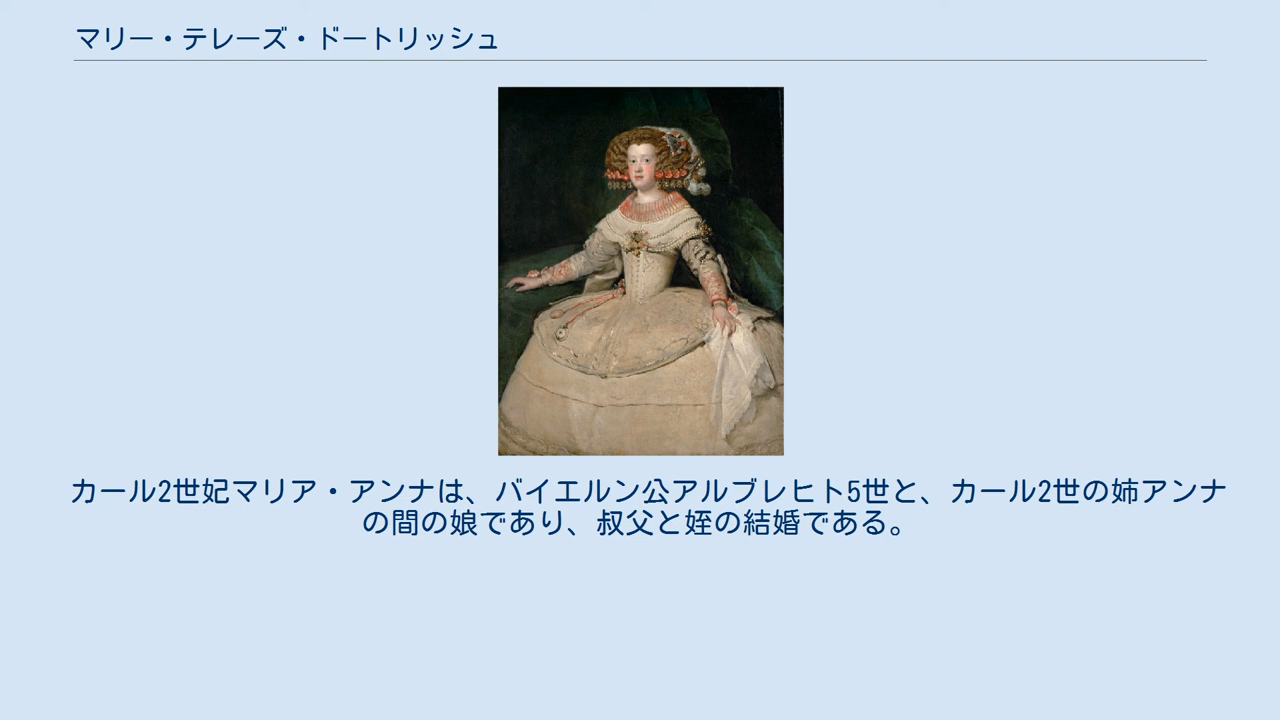 マリー・テレーズ・ドートリッシュ
カール2世妃マリア・アンナは、バイエルン公アルブレヒト5世と、カール2世の姉アンナ
の間の娘であり、叔父と姪の結婚である。